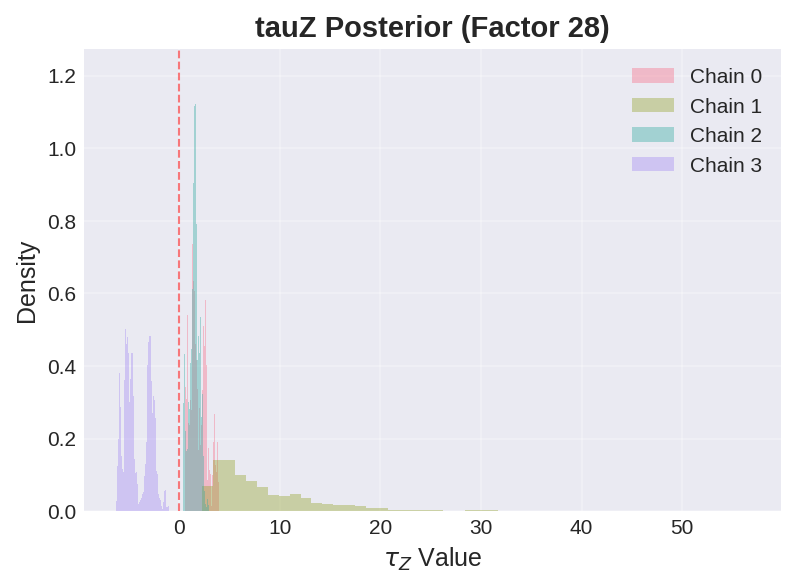 tauZ Posterior (Factor 28)
1.2
1.0
0.8
0.6
0.4
0.2
0.0
Density
Chain 0
Chain 1
Chain 2
Chain 3
0 10 20 30 40 50
τZ Value